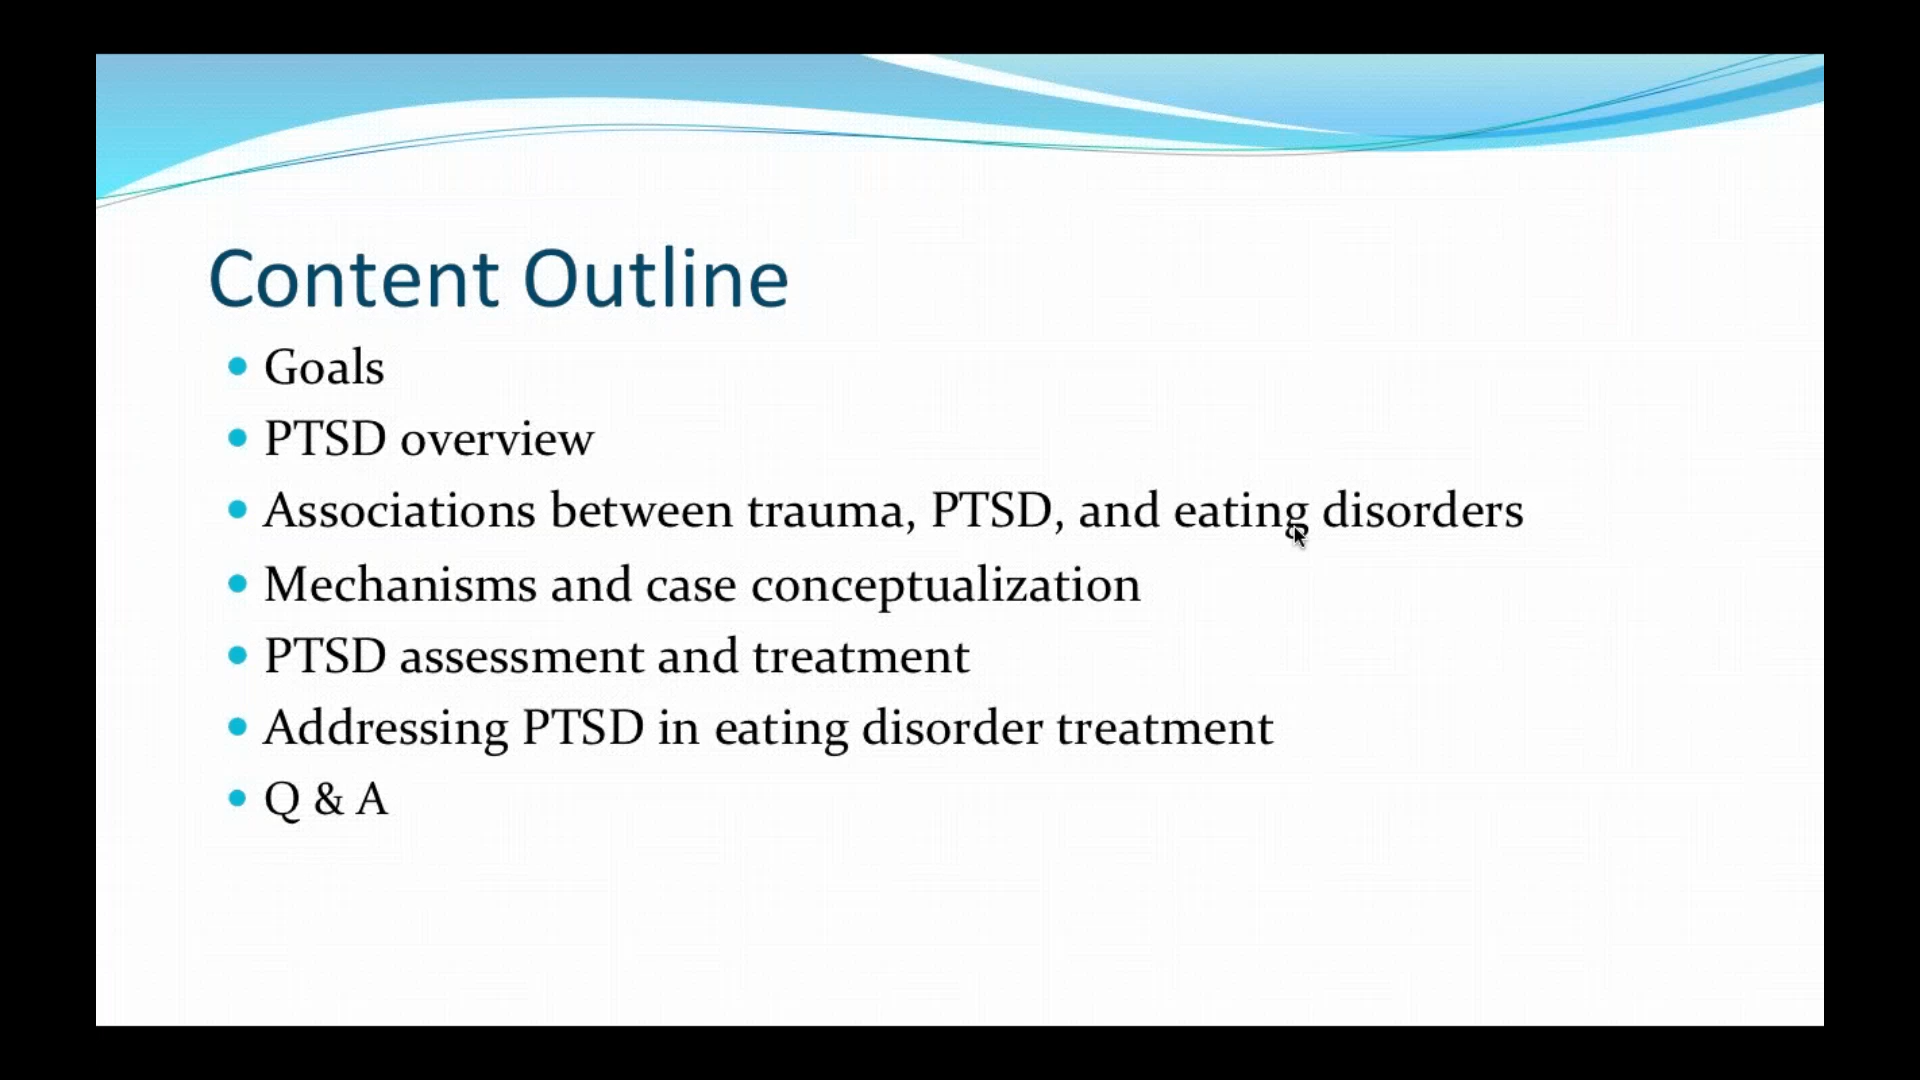 Content Outline
Goals
PTSD overview
Associations between trauma, PTSD, and eating disorders
Mechanisms and case conceptualization
PTSD assessment and treatment
Addressing PTSD in eating disorder treatment
Q & A